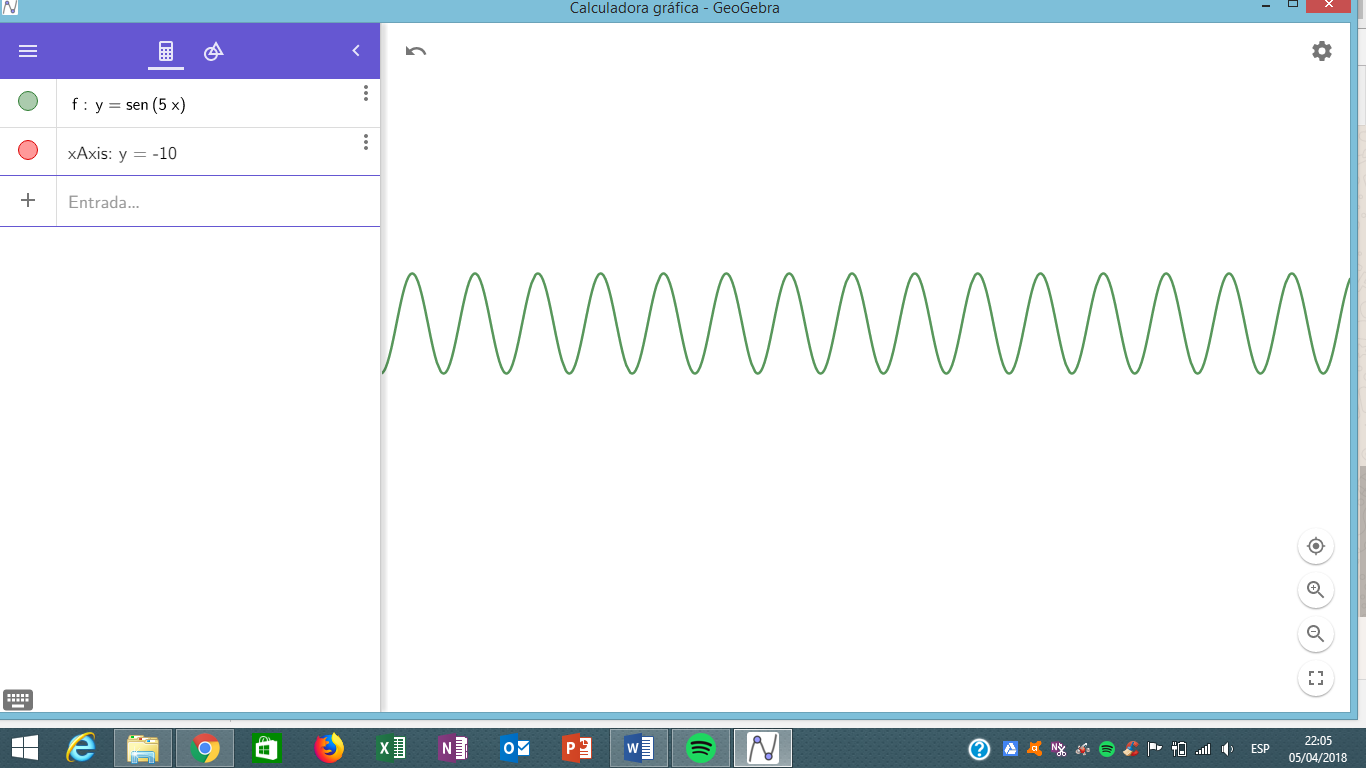 Calculadora gráfica - GeoGebra
f : y = sen (5 x)
xAxis: y = -10
Entrada...
ESP
22:05
05/04/2018